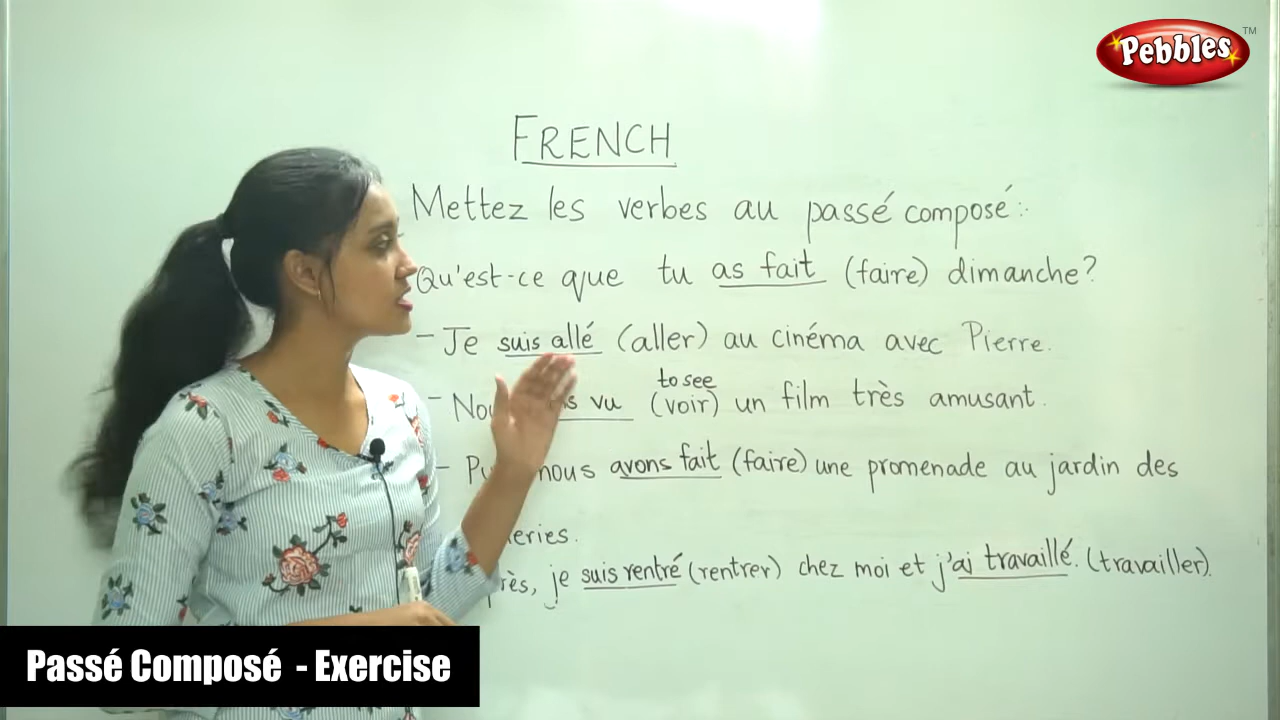 Pebbles TM
FRENCH
Mettez les verbes au passé composé:-
Qu'est-ce que tu as fait (faire) dimanche?
- Je suis allé (aller) au cinéma avec Pierre.
to see
- vu (voir) un film très amusant.
- nous avons fait (faire) une promenade au jardin des
je suis rentré (rentrer) chez moi et j'ai travaillé. (travailler).
Passé Composé - Exercise